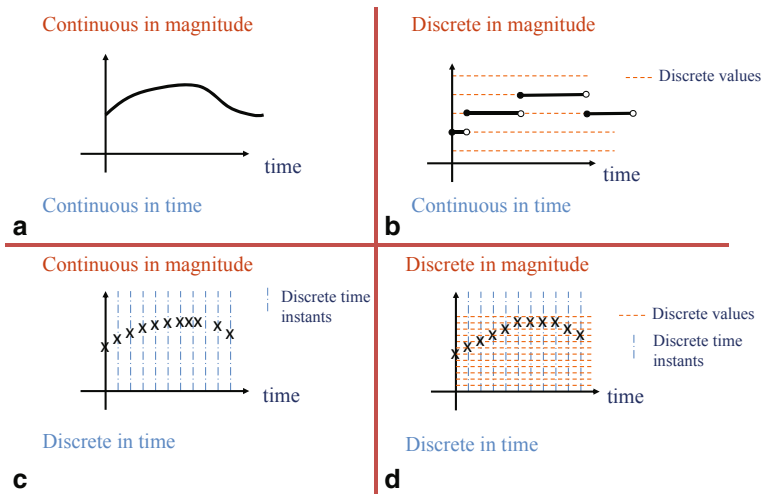 Continuous in magnitude
time
Continuous in time
a
Discrete in magnitude
Discrete values
time
Continuous in time
b
Continuous in magnitude
Discrete time
instants
X X X X X X X X X X X
time
Discrete in time
c
Discrete in magnitude
Discrete values
Discrete time
instants
X X X X X X X X X X X
time
Discrete in time
d